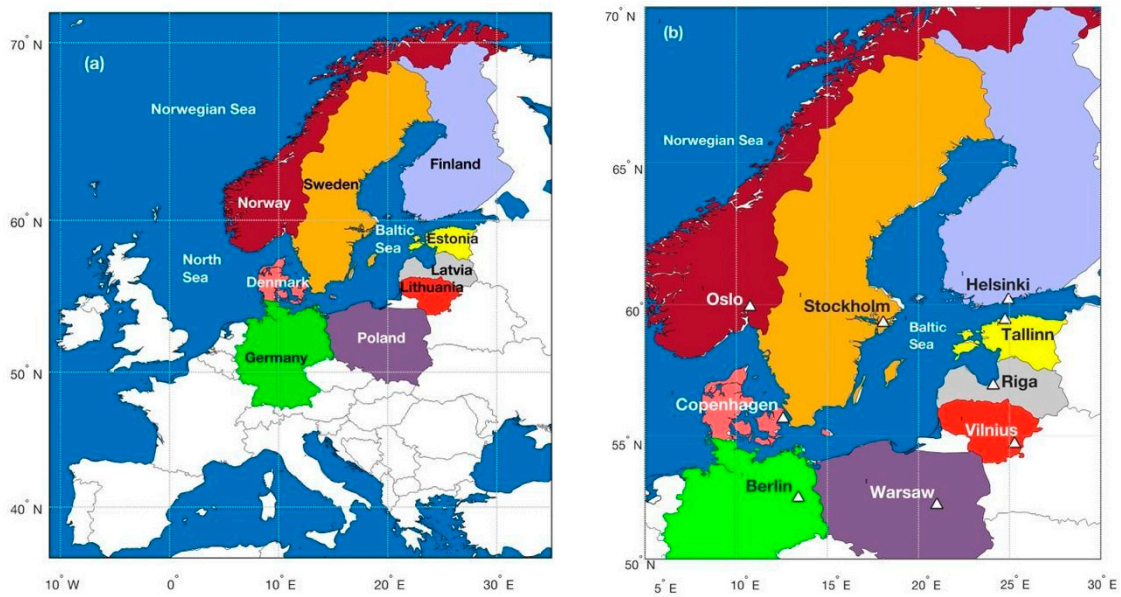 (a)
70° N
60° N
50° N
40° N
10° W
0°
10° E
20° E
30° E
Norwegian Sea
Finland
Sweden
Norway
Baltic
Sea
Estonia
North
Sea
Latvia
Denmark
Lithuania
Poland
Germany
(b)
70° N
65° N
60° N
55° N
50° N
5° E
10° E
15° E
20° E
25° E
30° E
Norwegian Sea
Helsinki
Oslo
Stockholm
Baltic
Sea
Tallinn
Riga
Copenhagen
Vilnius
Berlin
Warsaw